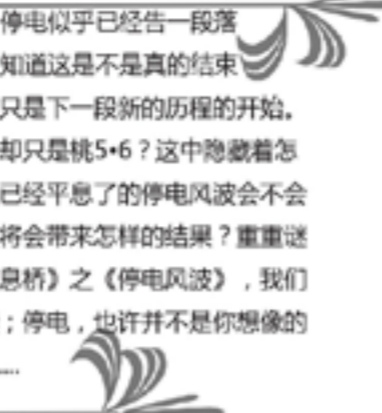 停电似乎已经告一段落
知道这是不是真的结束
只是下一段新的历程的开始。
却只是桃5•6？这中隐藏着怎
已经平息了的停电风波会不会
将会带来怎样的结果？重重谜
息桥》之《停电风波》，我们
；停电，也许并不是你想像的
……